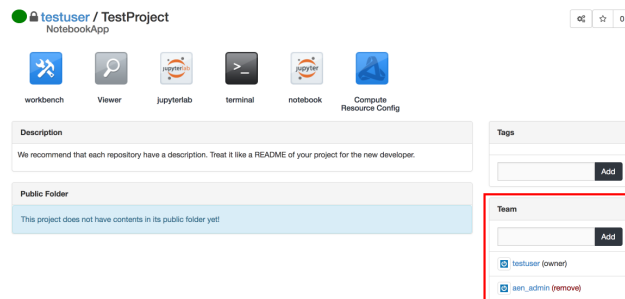 testuser / TestProject
NotebookApp
0
jupyterlab
>_
jupyter
workbench
Viewer
jupyterlab
terminal
notebook
Compute
Resource Config
Description
We recommend that each repository have a description. Treat it like a README of your project for the new developer.
Public Folder
This project does not have contents in its public folder yet!
Tags
Add
Team
Add
testuser (owner)
aen_admin (remove)